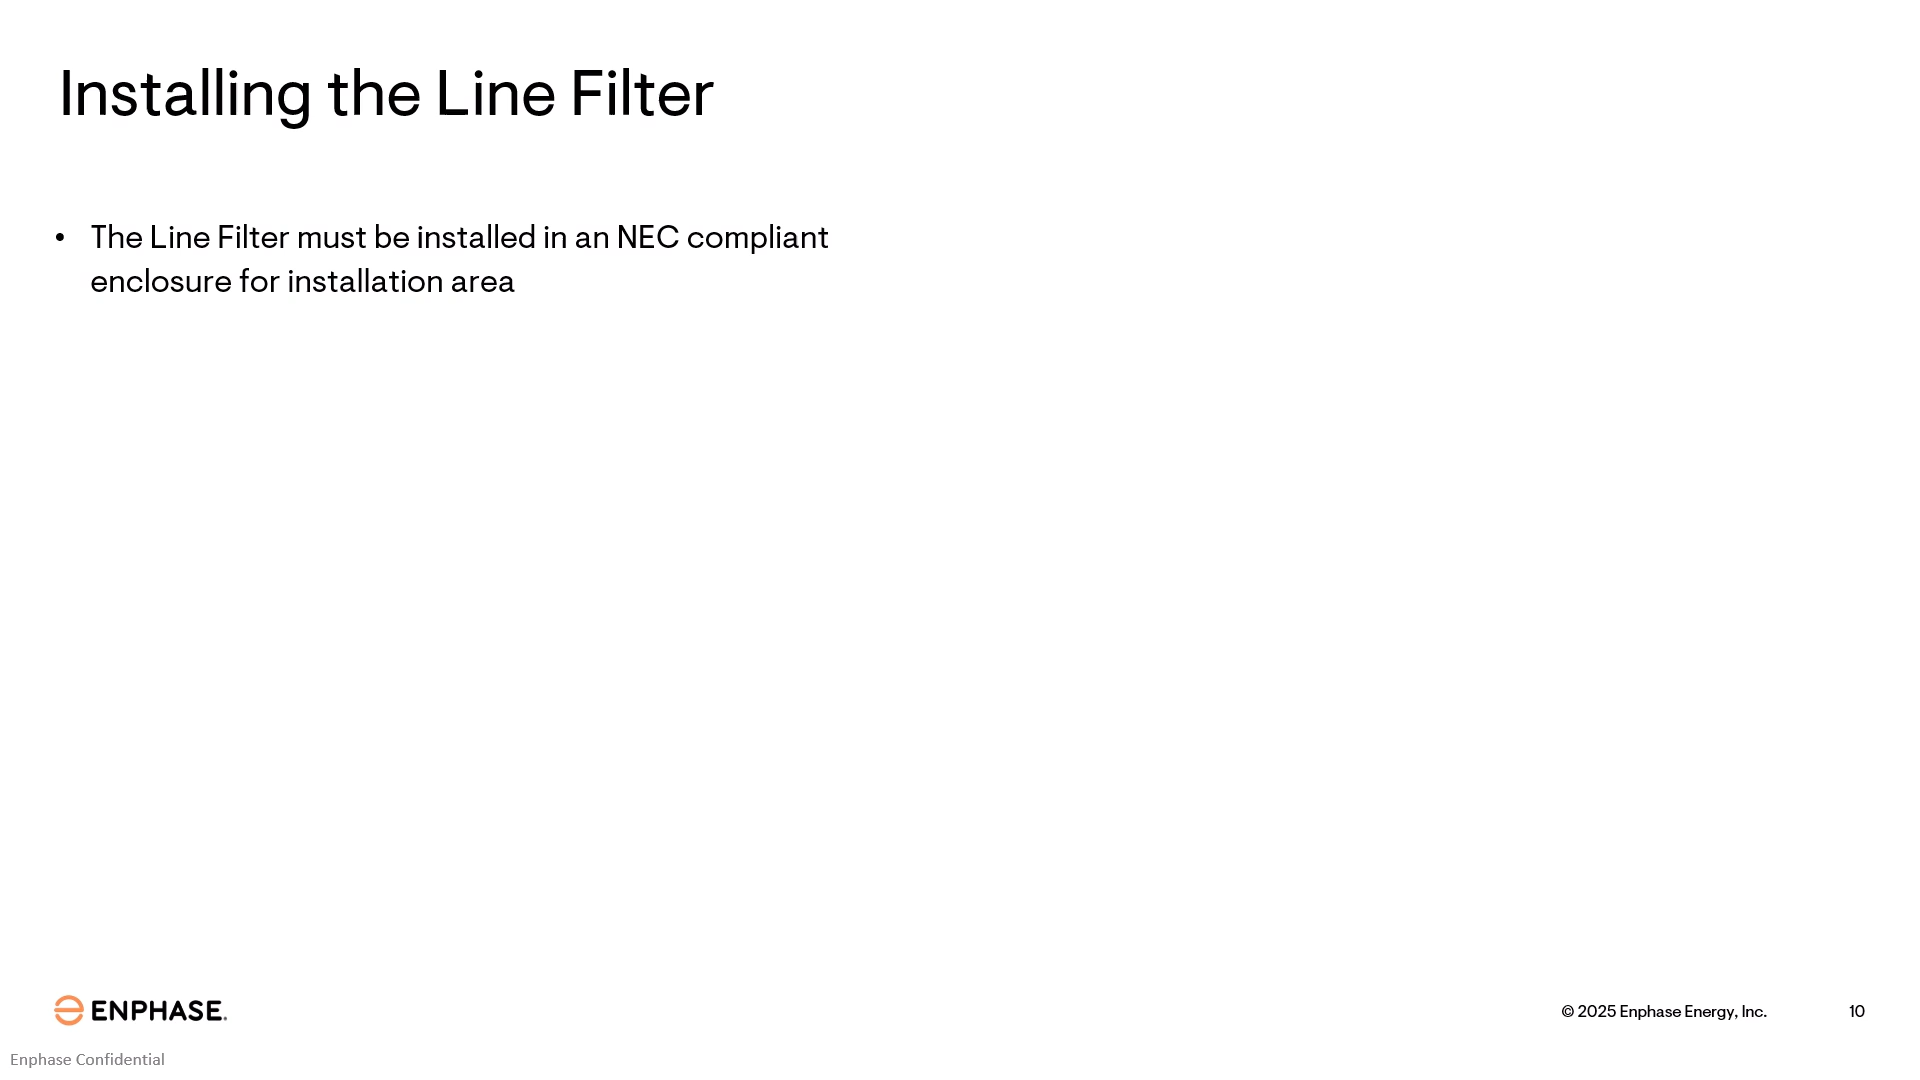 Installing the Line Filter
• The Line Filter must be installed in an NEC compliant
enclosure for installation area
ENPHASE.
© 2025 Enphase Energy, Inc.
10
Enphase Confidential